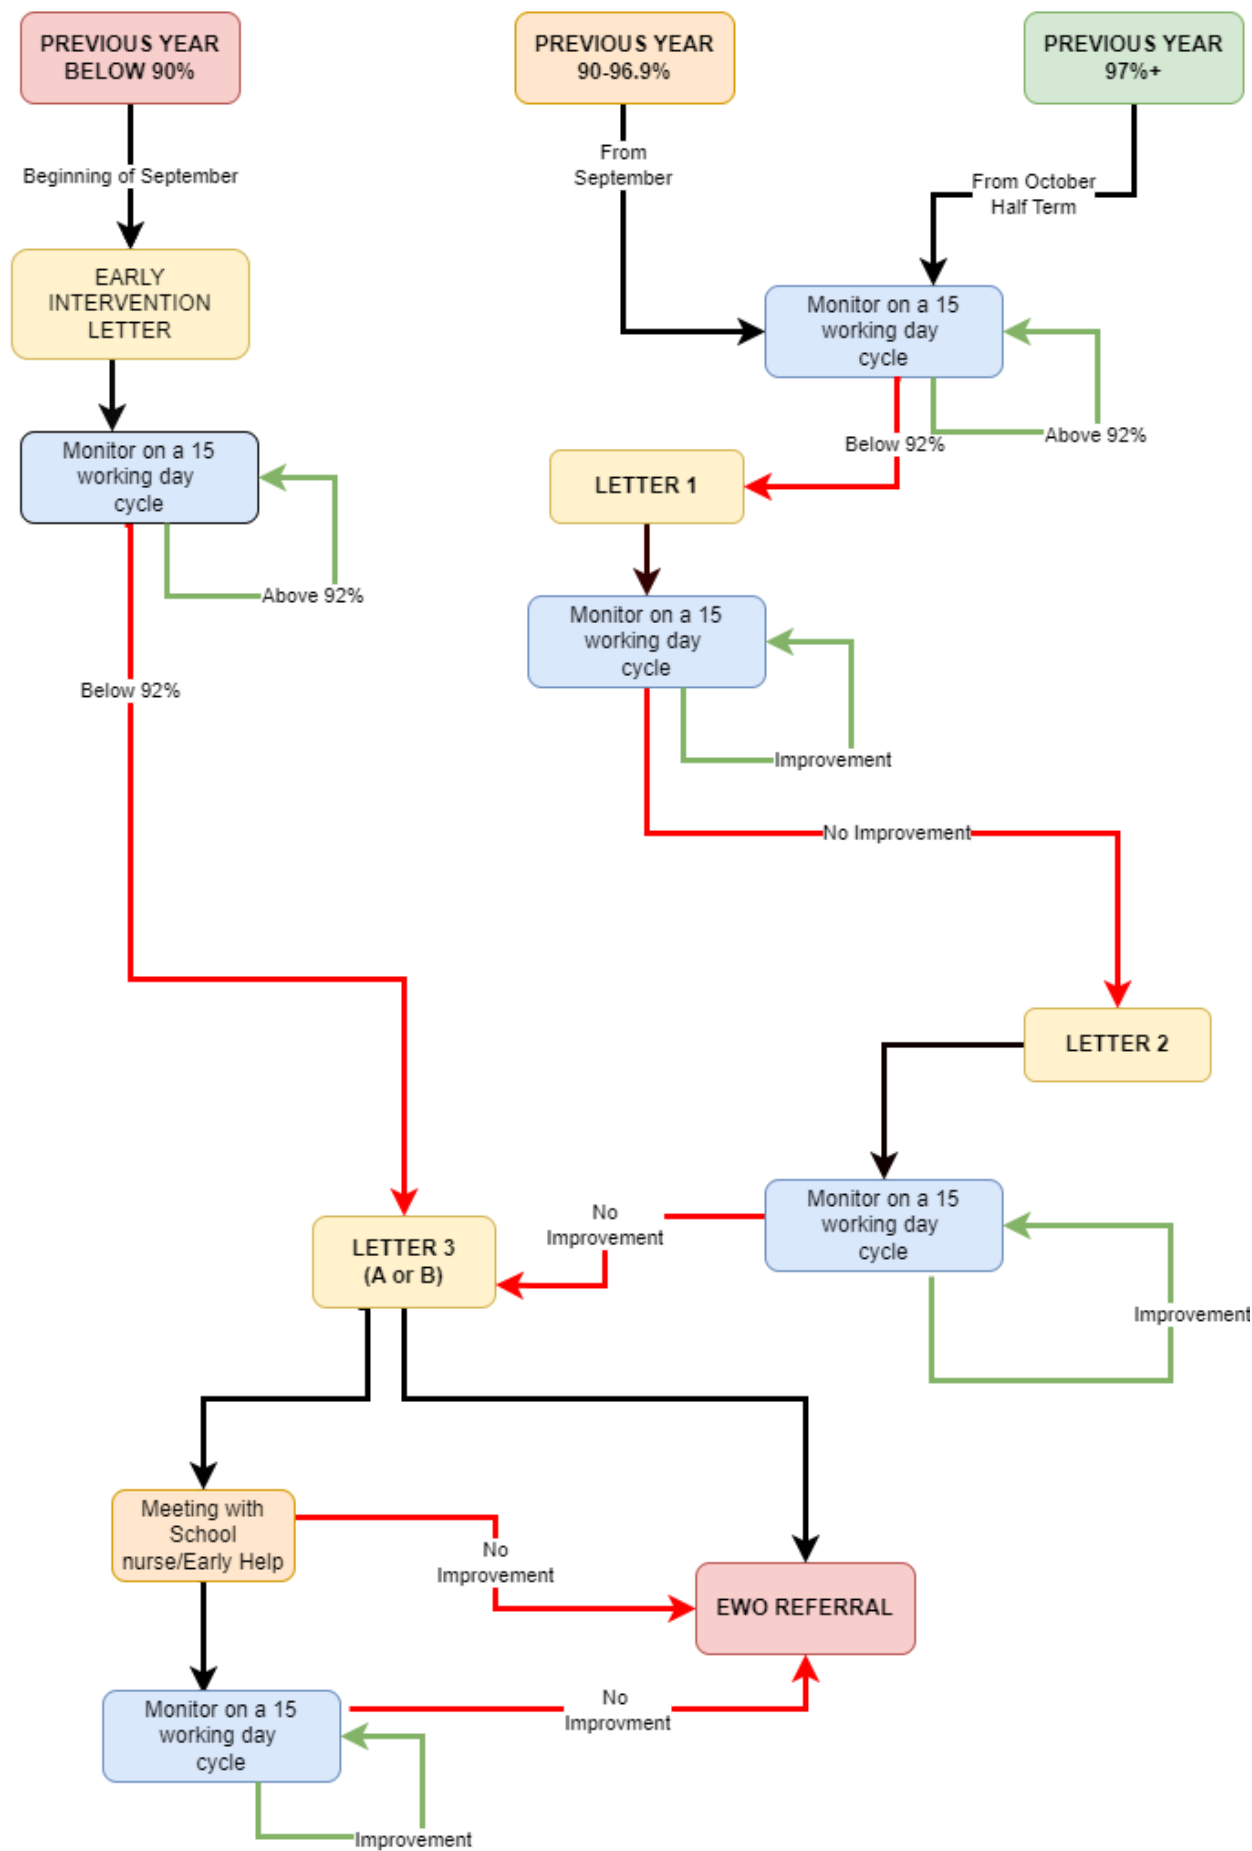 PREVIOUS YEAR
BELOW 90%
PREVIOUS YEAR
90-96.9%
PREVIOUS YEAR
97%+
Beginning of September
From
September
From October
Half Term
EARLY
INTERVENTION
LETTER
Monitor on a 15
working day
cycle
Monitor on a 15
working day
cycle
Above 92%
Below 92%
Above 92%
Below 92%
LETTER 1
Monitor on a 15
working day
cycle
Improvement
No Improvement
LETTER 2
Monitor on a 15
working day
cycle
No
Improvement
Improvement
LETTER 3
(A or B)
Meeting with
School
nurse/Early Help
No
Improvement
EWO REFERRAL
Monitor on a 15
working day
cycle
No
Improvment
Improvement